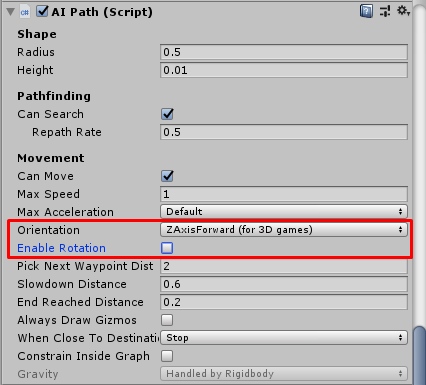 AI Path (Script)
Shape
Radius 0.5
Height 0.01
Pathfinding
Can Search
Repath Rate 0.5
Movement
Can Move
Max Speed 1
Max Acceleration Default
Orientation ZAxisForward (for 3D games)
Enable Rotation
Pick Next Waypoint Dist 2
Slowdown Distance 0.6
End Reached Distance 0.2
Always Draw Gizmos
When Close To Destinatio Stop
Constrain Inside Graph
Gravity Handled by Rigidbody